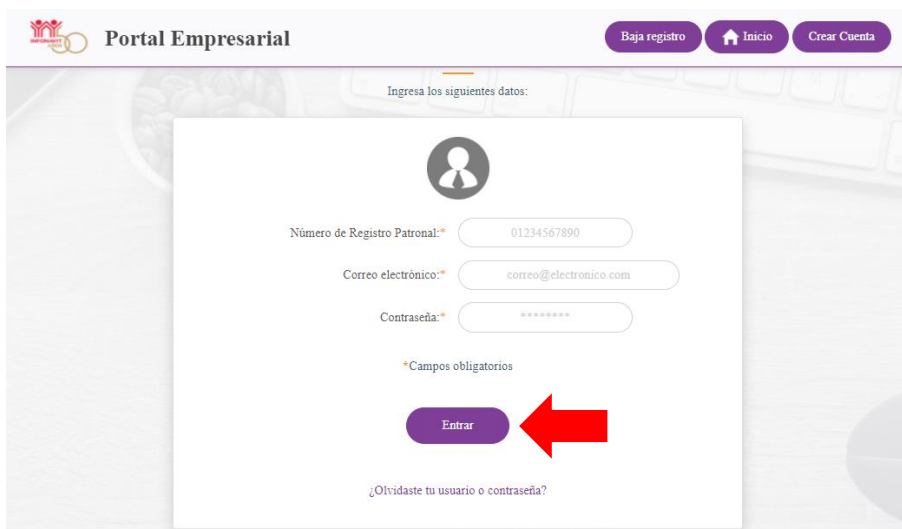 INFONAVIT
Portal Empresarial
Baja registro
Inicio
Crear Cuenta
Ingresa los siguientes datos:
Número de Registro Patronal:* 01234567890
Correo electrónico:* correo@electronico.com
Contraseña:* ********
*Campos obligatorios
Entrar
¿Olvidaste tu usuario o contraseña?